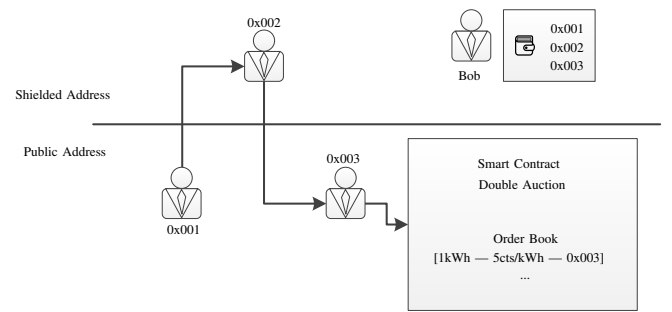 0x002
0x001
0x002
0x003
Bob
Shielded Address
Public Address
0x003
0x001
Smart Contract
Double Auction
Order Book
[1kWh — 5cts/kWh — 0x003]
...